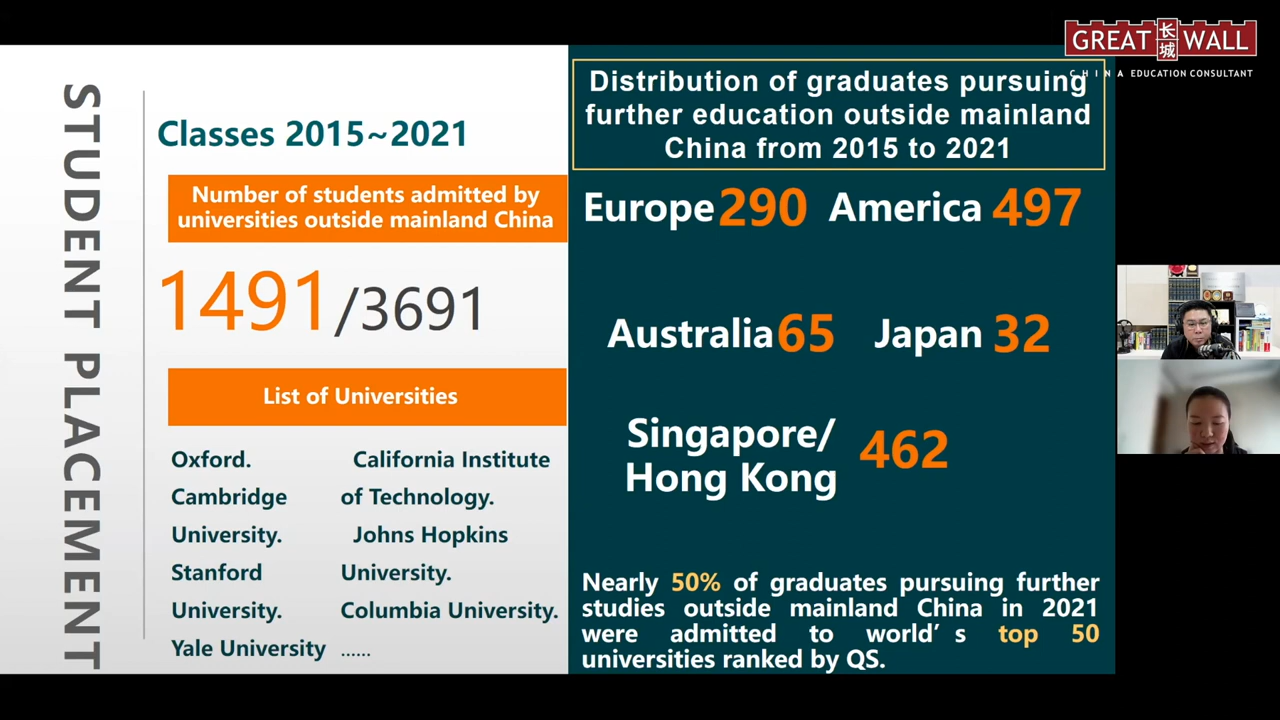 GREAT 长城 WALL
CHINA EDUCATION CONSULTANT
STUDENT PLACEMENT
Classes 2015~2021
Number of students admitted by
universities outside mainland China
1491/3691
List of Universities
Oxford.
Cambridge
University.
Stanford
University.
Yale University
California Institute
of Technology.
Johns Hopkins
University.
Columbia University.
......
Distribution of graduates pursuing
further education outside mainland
China from 2015 to 2021
Europe 290 America 497
Australia 65 Japan 32
Singapore/
Hong Kong 462
Nearly 50% of graduates pursuing further
studies outside mainland China in 2021
were admitted to world's top 50
universities ranked by QS.